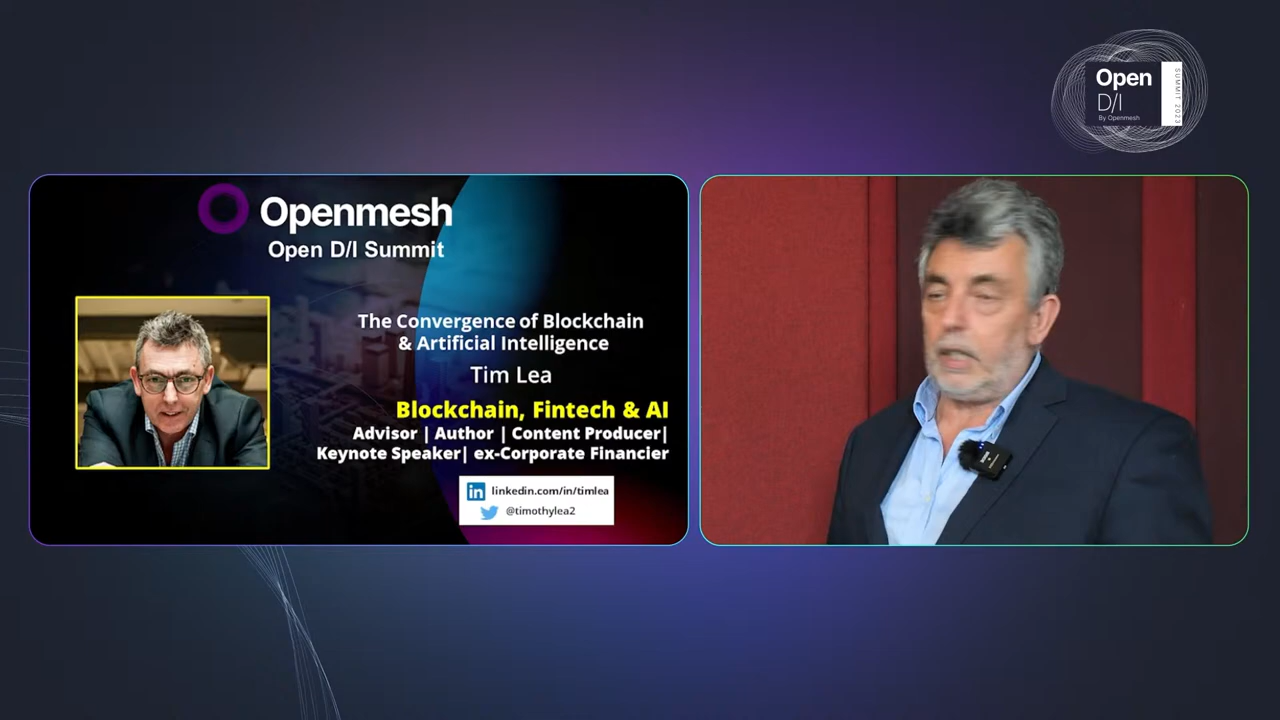 Open
D/I
By Openmesh
SUMMIT 2023
Openmesh
Open D/I Summit
The Convergence of Blockchain
& Artificial Intelligence
Tim Lea
Blockchain, Fintech & AI
Advisor | Author | Content Producer|
Keynote Speaker| ex-Corporate Financier
in linkedin.com/in/timlea
@timothylea2